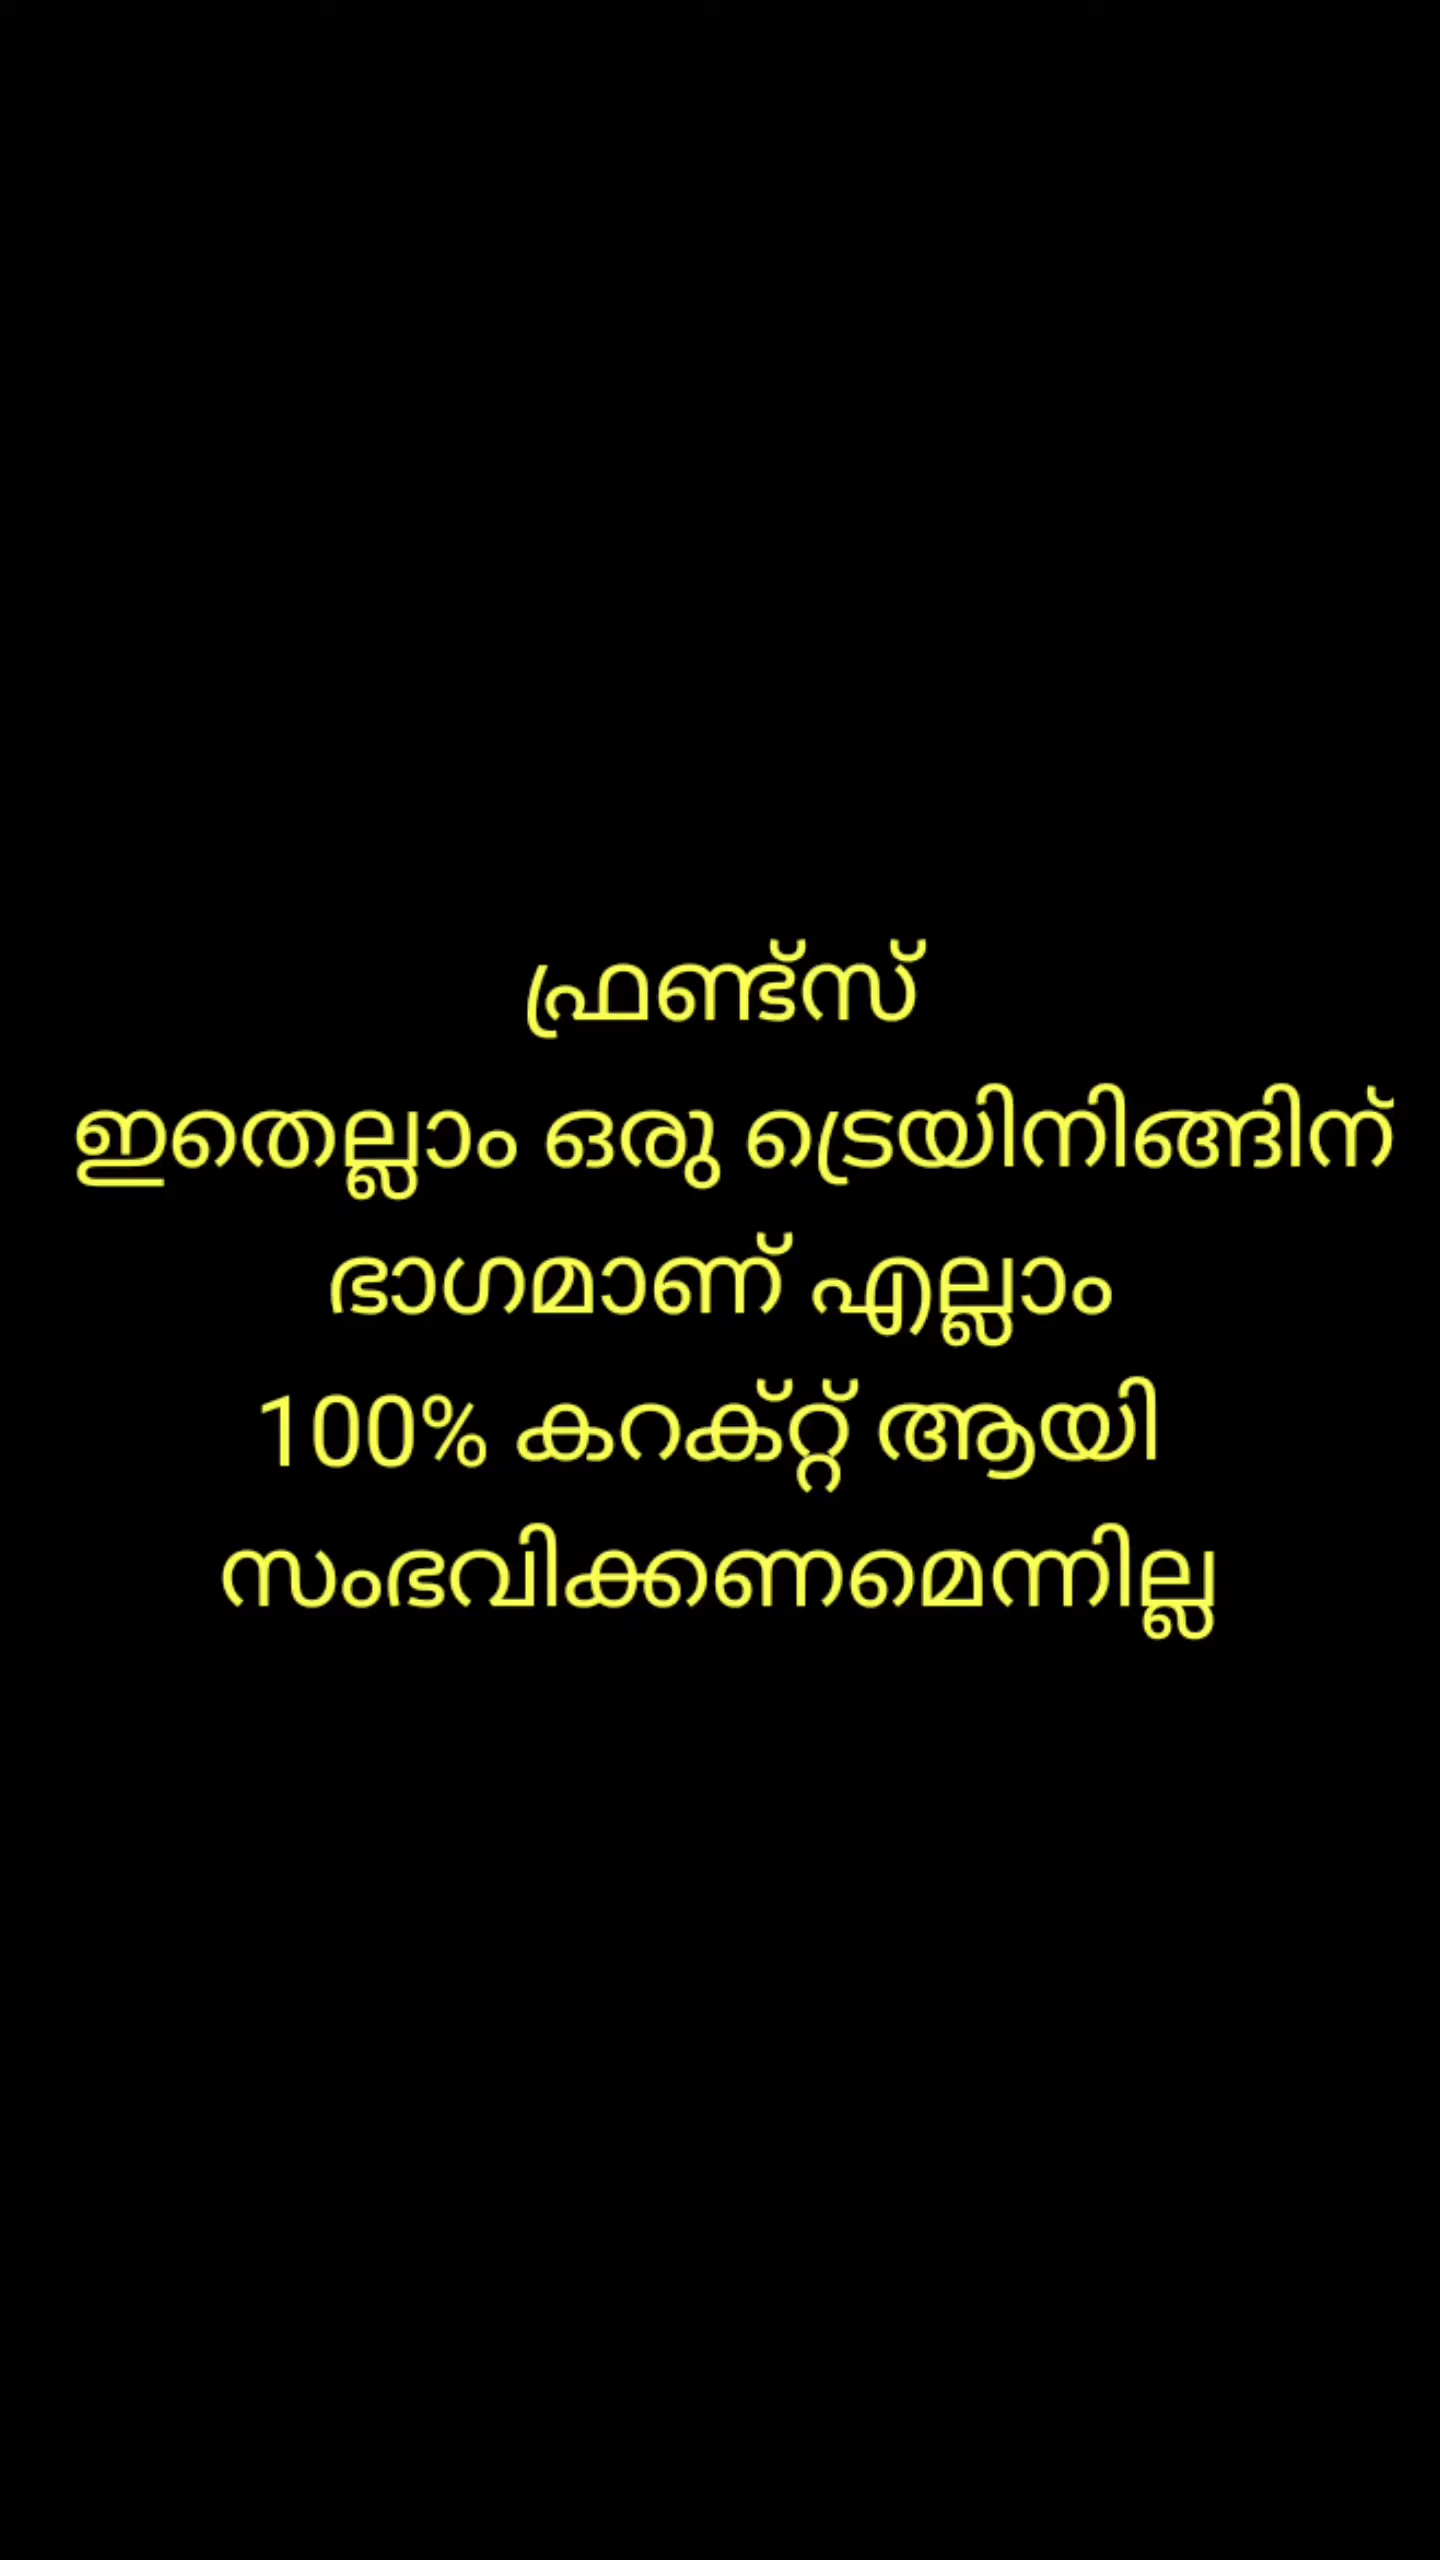 ഫ്രണ്ട്സ്
ഇതെല്ലാം ഒരു ട്രെയിനിങ്ങിന്
ഭാഗമാണ് എല്ലാം
100% കറക്റ്റ് ആയി
സംഭവിക്കണമെന്നില്ല